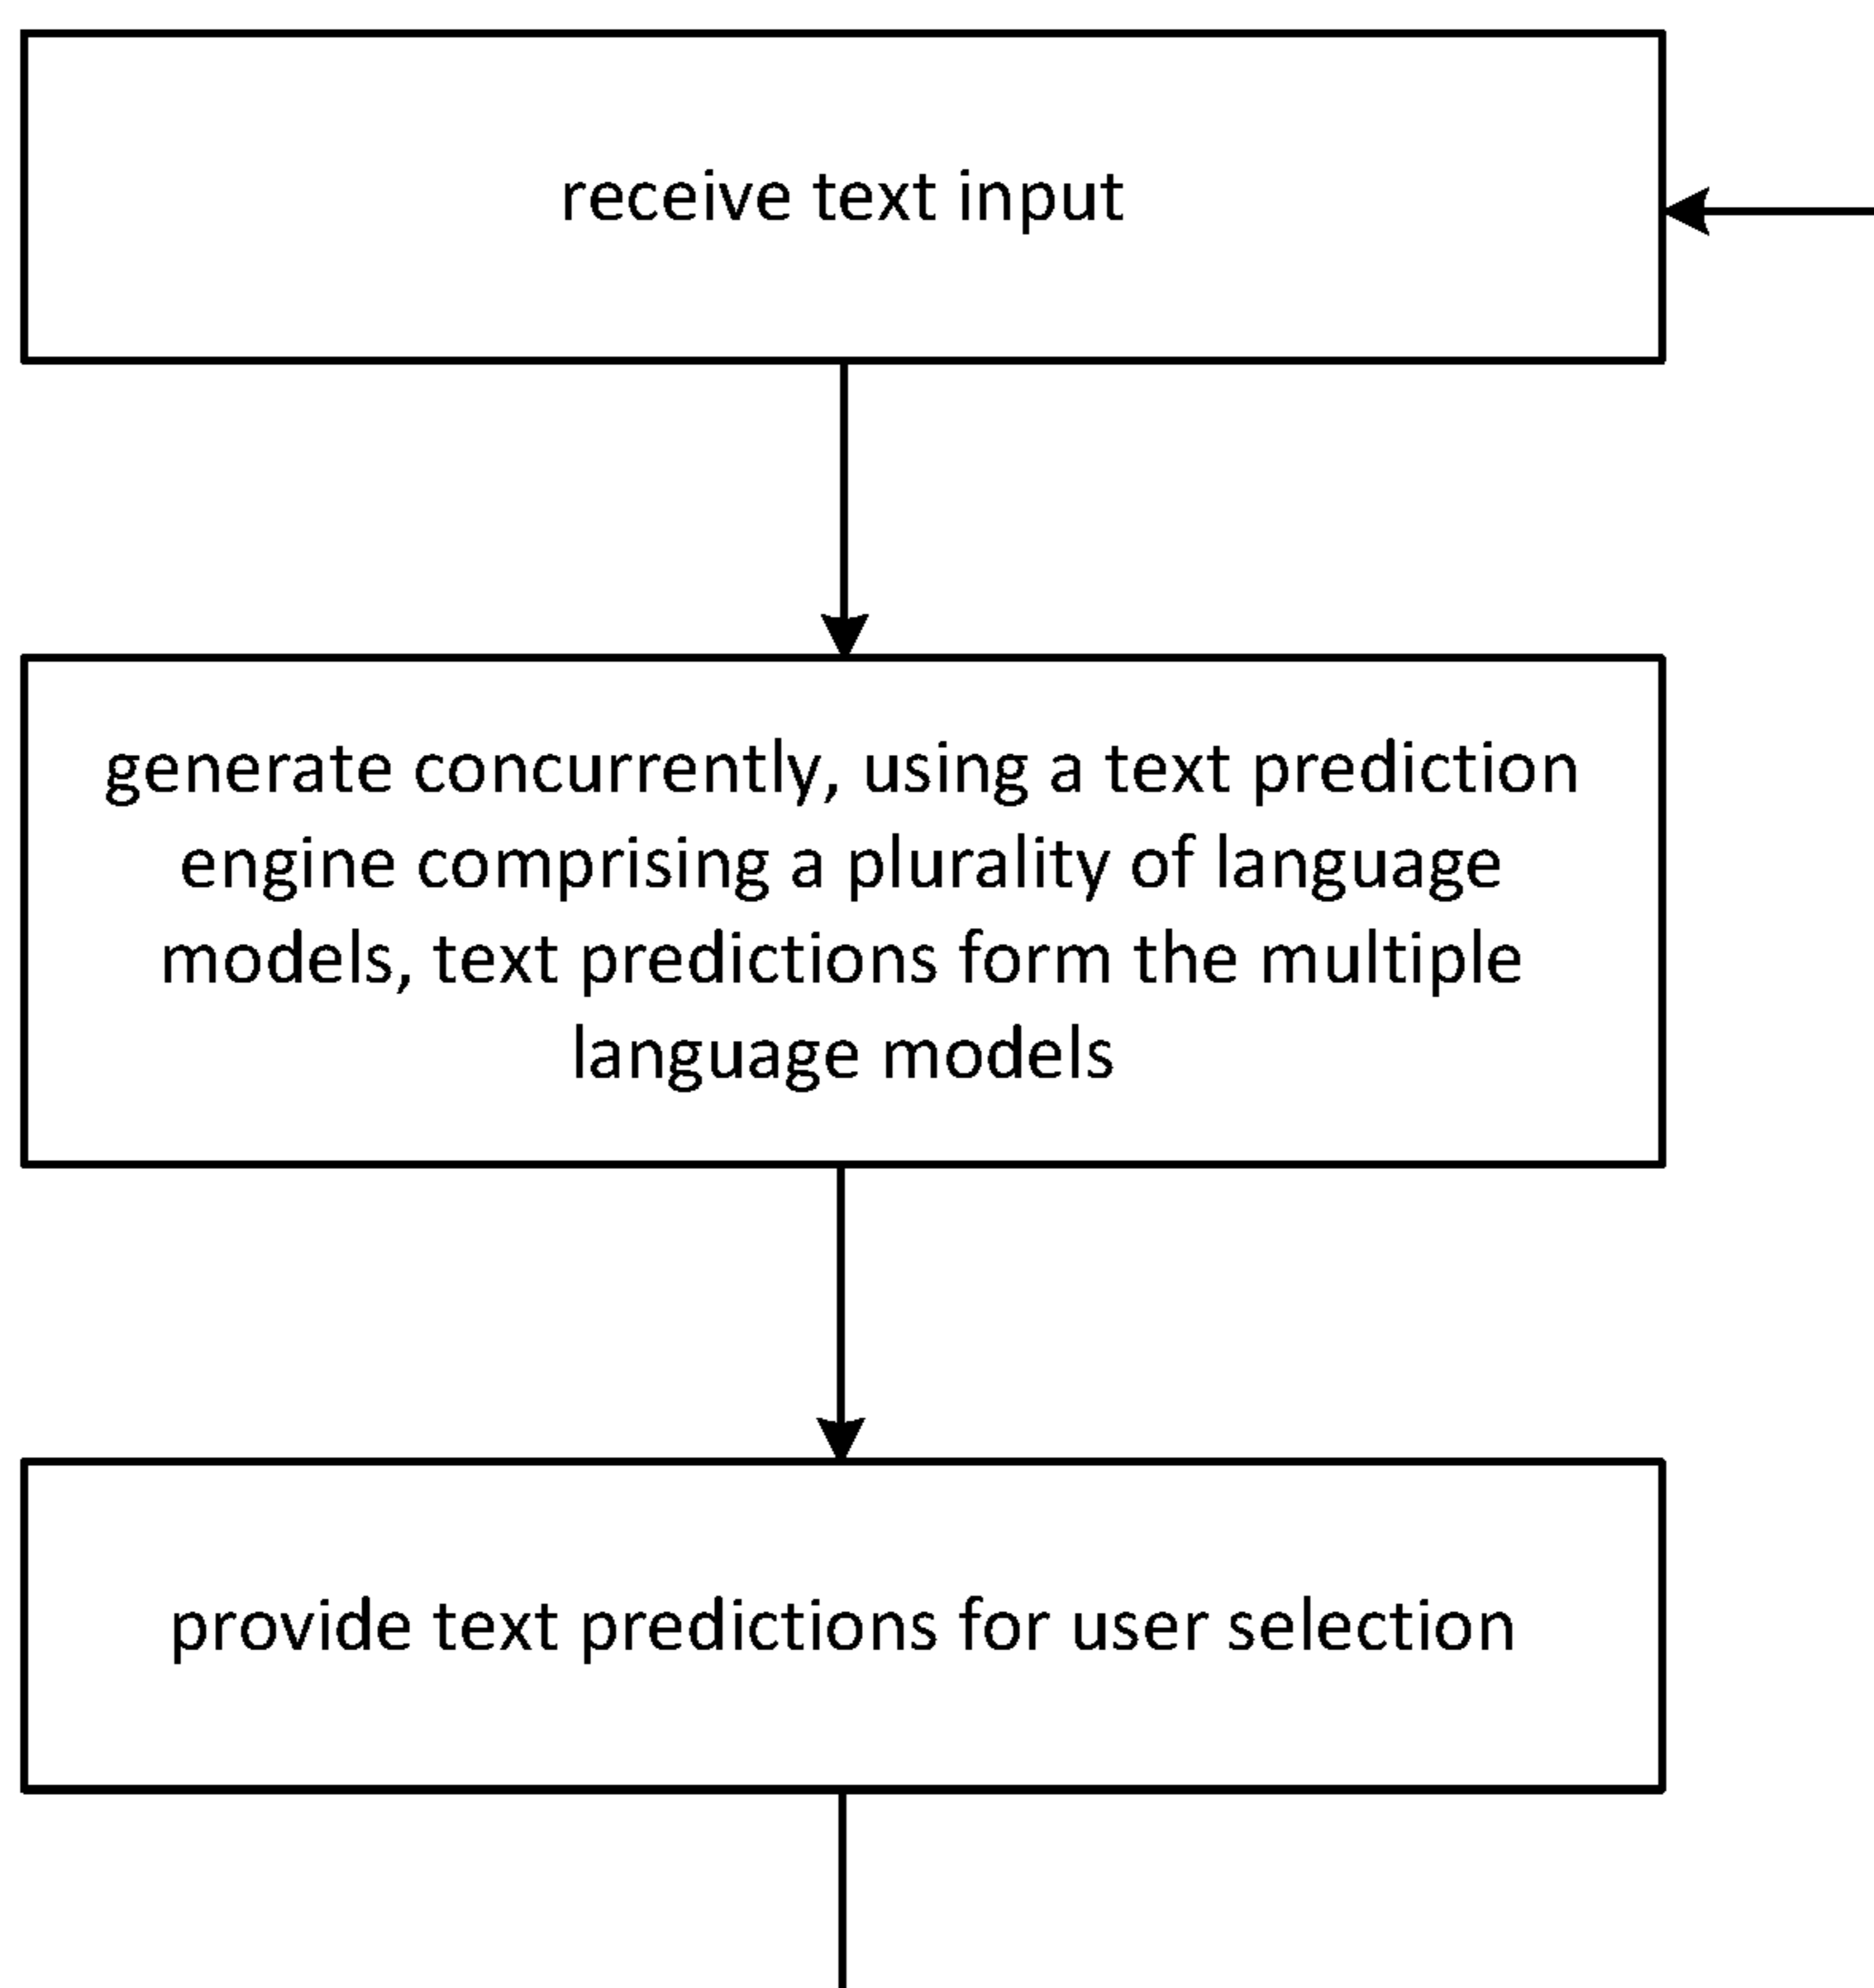 receive text input
generate concurrently, using a text prediction
engine comprising a plurality of language
models, text predictions form the multiple
language models
provide text predictions for user selection